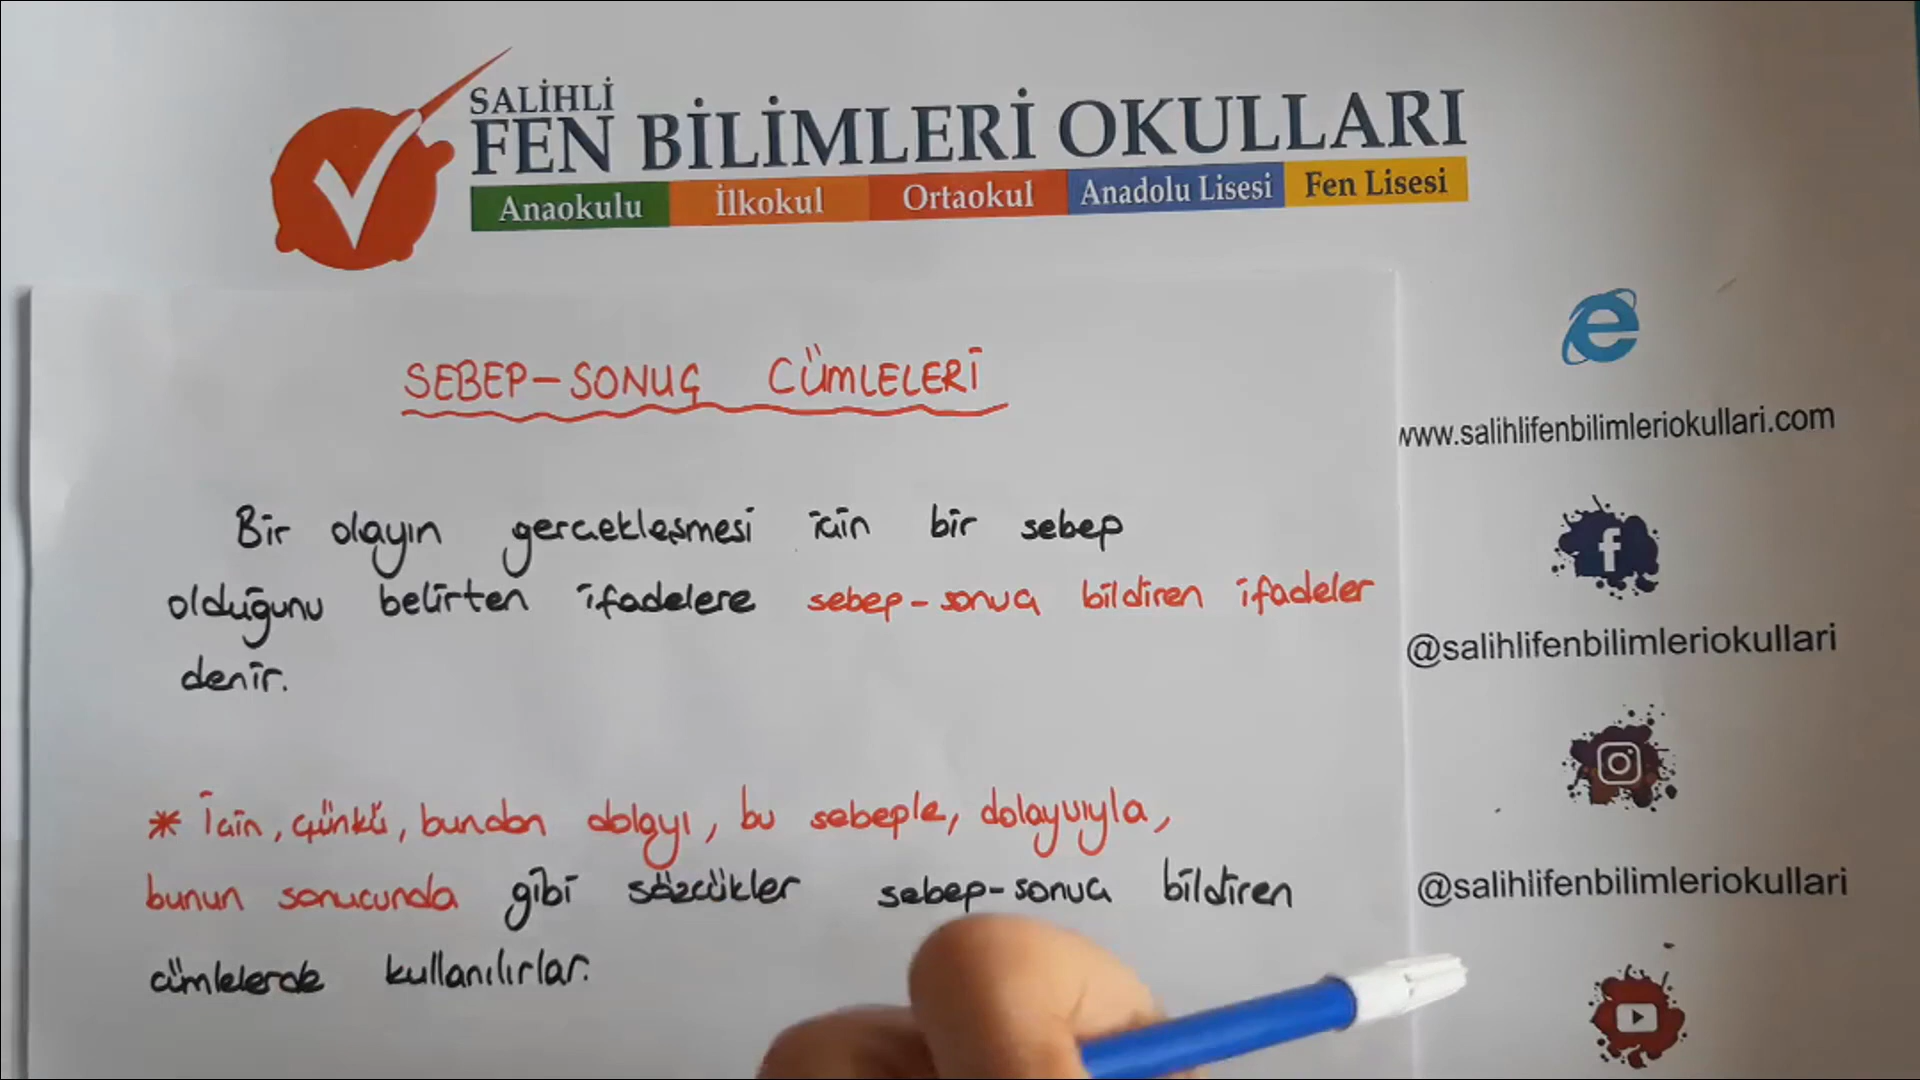 SALİHLİ
FEN BİLİMLERİ OKULLARI
Anaokulu İlkokul Ortaokul Anadolu Lisesi Fen Lisesi
SEBEP-SONUÇ CÜMLELERİ
Bir olayın gerçekleşmesi için bir sebep
olduğunu belirten ifadelere sebep-sonuç bildiren ifadeler
denir.
* İçin, çünkü, bundan dolayı, bu sebeple, dolayısıyla,
bunun sonucunda gibi sözcükler sebep-sonuç bildiren
cümlelerde kullanılırlar.
www.salihlifenbilimleriokullari.com
@salihlifenbilimleriokullari
@salihlifenbilimleriokullari